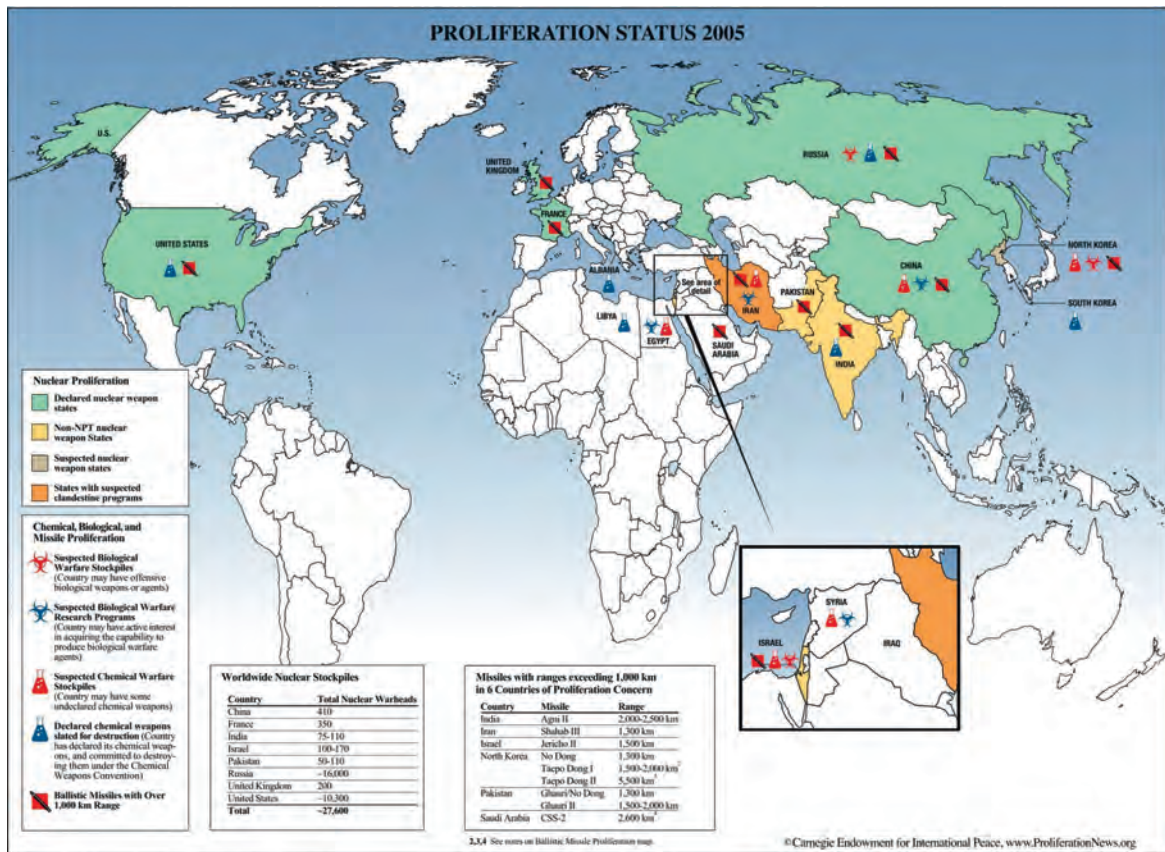 PROLIFERATION STATUS 2005
U.S.
UNITED STATES
UNITED
KINGDOM
FRANCE
RUSSIA
NORTH KOREA
CHINA
SOUTH KOREA
ALBANIA
See area of
detail
IRAN
PAKISTAN
LIBYA
EGYPT
SAUDI
ARABIA
INDIA
Nuclear Proliferation
Declared nuclear weapon
states
Non-NPT nuclear
weapon States
Suspected nuclear
weapon states
States with suspected
clandestine programs
Chemical, Biological, and
Missile Proliferation
Suspected Biological
Warfare Stockpiles
(Country may have offensive
biological weapons or agents)
Suspected Biological Warfare
Research Programs
(Country may have active interest
in acquiring the capability to
produce biological warfare
agents)
Suspected Chemical Warfare
Stockpiles
(Country may have some
undeclared chemical weapons)
Declared chemical weapons
slated for destruction (Country
has declared its chemical weap-
ons, and committed to destroy-
ing them under the Chemical
Weapons Convention)
Ballistic Missiles with Over
1,000 km Range
Worldwide Nuclear Stockpiles
Country Total Nuclear Warheads
China 410
France 350
India 75-110
Israel 100-170
Pakistan 50-110
Russia ~16,000
United Kingdom 200
United States ~10,300
Total ~27,600
Missiles with ranges exceeding 1,000 km
in 6 Countries of Proliferation Concern
Country Missile Range
India Agni II 2,000-2,500 km
Iran Shahab-III 1,300 km
Israel Jericho II 1,500 km
North Korea No Dong 1,300 km
Taepo Dong I 1,500-2,000 km²
Taepo Dong II 5,500 km³
Pakistan Ghauri/No Dong 1,300 km
Ghauri II 1,500-2,000 km
Saudi Arabia CSS-2 2,600 km⁴
2,3,4 See notes on Ballistic Missile Proliferation map.
SYRIA
ISRAEL
IRAQ
©Carnegie Endowment for International Peace, www.ProliferationNews.org